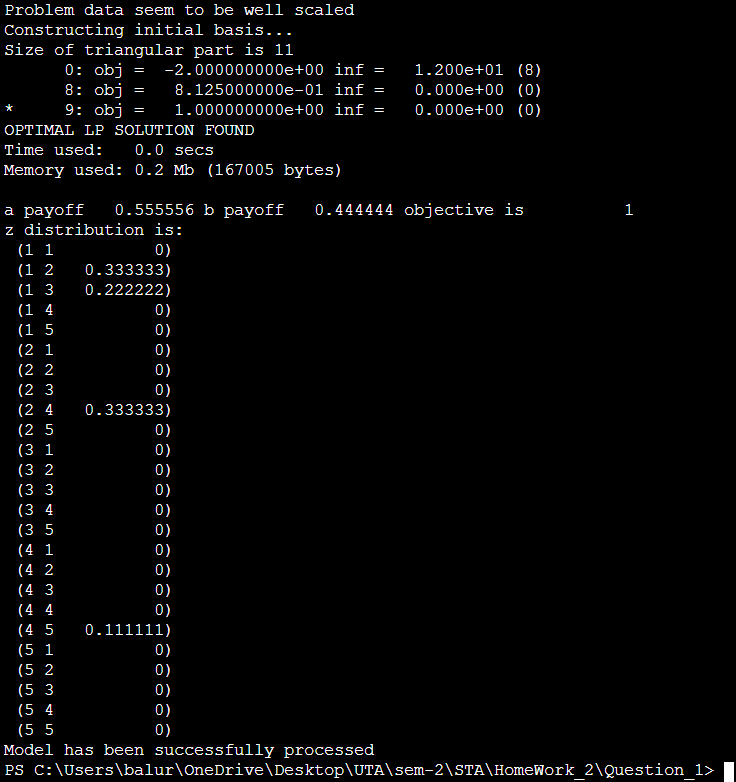 Problem data seem to be well scaled
Constructing initial basis...
Size of triangular part is 11
      0: obj =  -2.000000000e+00 inf =   1.200e+01 (8)
      8: obj =   8.125000000e-01 inf =   0.000e+00 (0)
*     9: obj =   1.000000000e+00 inf =   0.000e+00 (0)
OPTIMAL LP SOLUTION FOUND
Time used:   0.0 secs
Memory used: 0.2 Mb (167005 bytes)

a payoff   0.555556 b payoff   0.444444 objective is          1
z distribution is:
 (1 1          0)
 (1 2   0.333333)
 (1 3   0.222222)
 (1 4          0)
 (1 5          0)
 (2 1          0)
 (2 2          0)
 (2 3          0)
 (2 4   0.333333)
 (2 5          0)
 (3 1          0)
 (3 2          0)
 (3 3          0)
 (3 4          0)
 (3 5          0)
 (4 1          0)
 (4 2          0)
 (4 3          0)
 (4 4          0)
 (4 5   0.111111)
 (5 1          0)
 (5 2          0)
 (5 3          0)
 (5 4          0)
 (5 5          0)
Model has been successfully processed
PS C:\Users\balur\OneDrive\Desktop\UTA\sem-2\STA\HomeWork_2\Question_1>